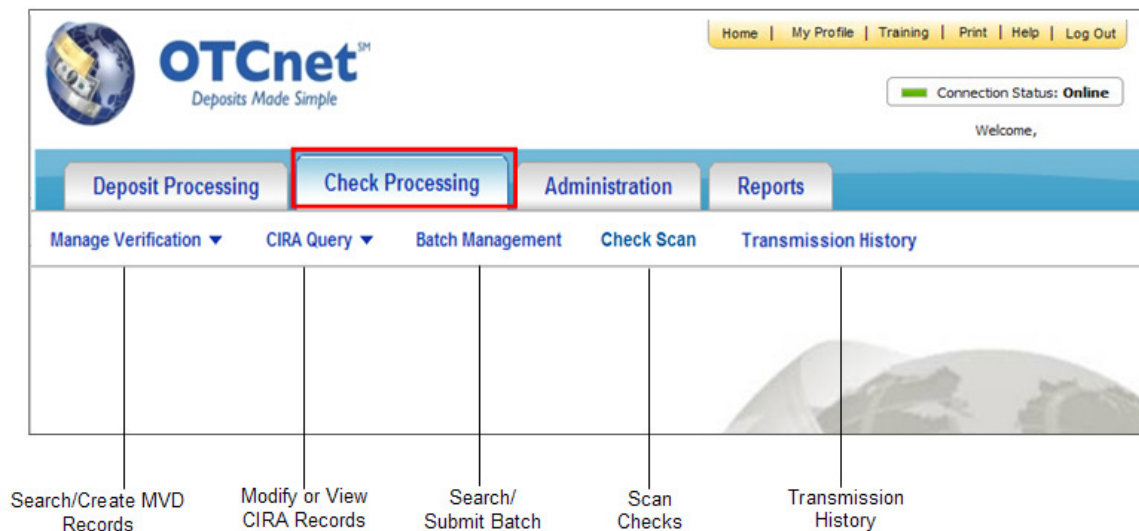 Home | My Profile | Training | Print | Help | Log Out
OTCnet SM
Deposits Made Simple
Connection Status: Online
Welcome,
Deposit Processing Check Processing Administration Reports
Manage Verification ▼ CIRA Query ▼ Batch Management Check Scan Transmission History
Search/Create MVD Records
Modify or View CIRA Records
Search/ Submit Batch
Scan Checks
Transmission History